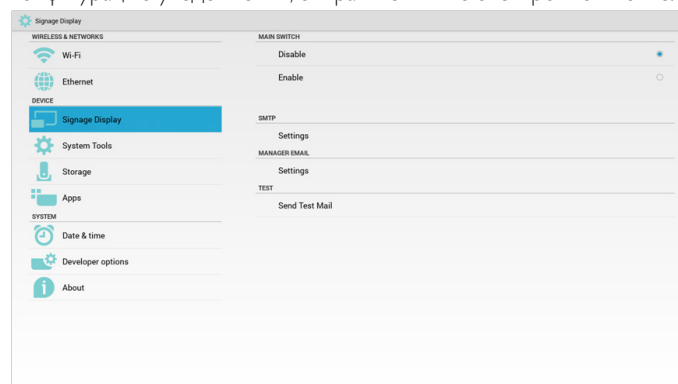 Signage Display
WIRELESS & NETWORKS
Wi-Fi
Ethernet
DEVICE
Signage Display
System Tools
Storage
Apps
SYSTEM
Date & time
Developer options
About
MAIN SWITCH
Disable
Enable
SMTP
Settings
MANAGER EMAIL
Settings
TEST
Send Test Mail